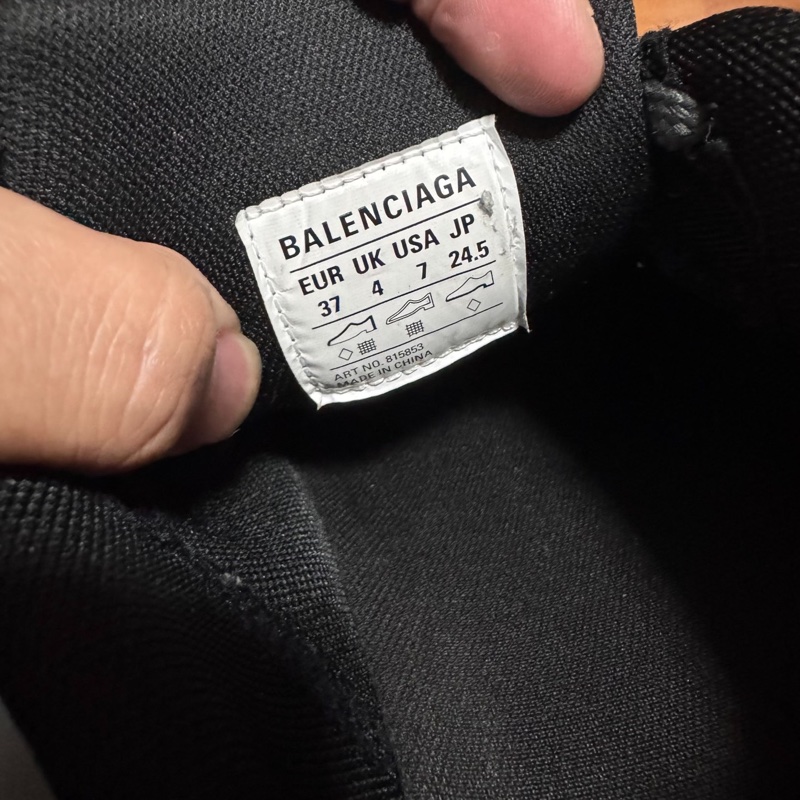 BALENCIAGA
EUR UK USA JP
37 4 7 24.5
ART NO. 815853
MADE IN CHINA